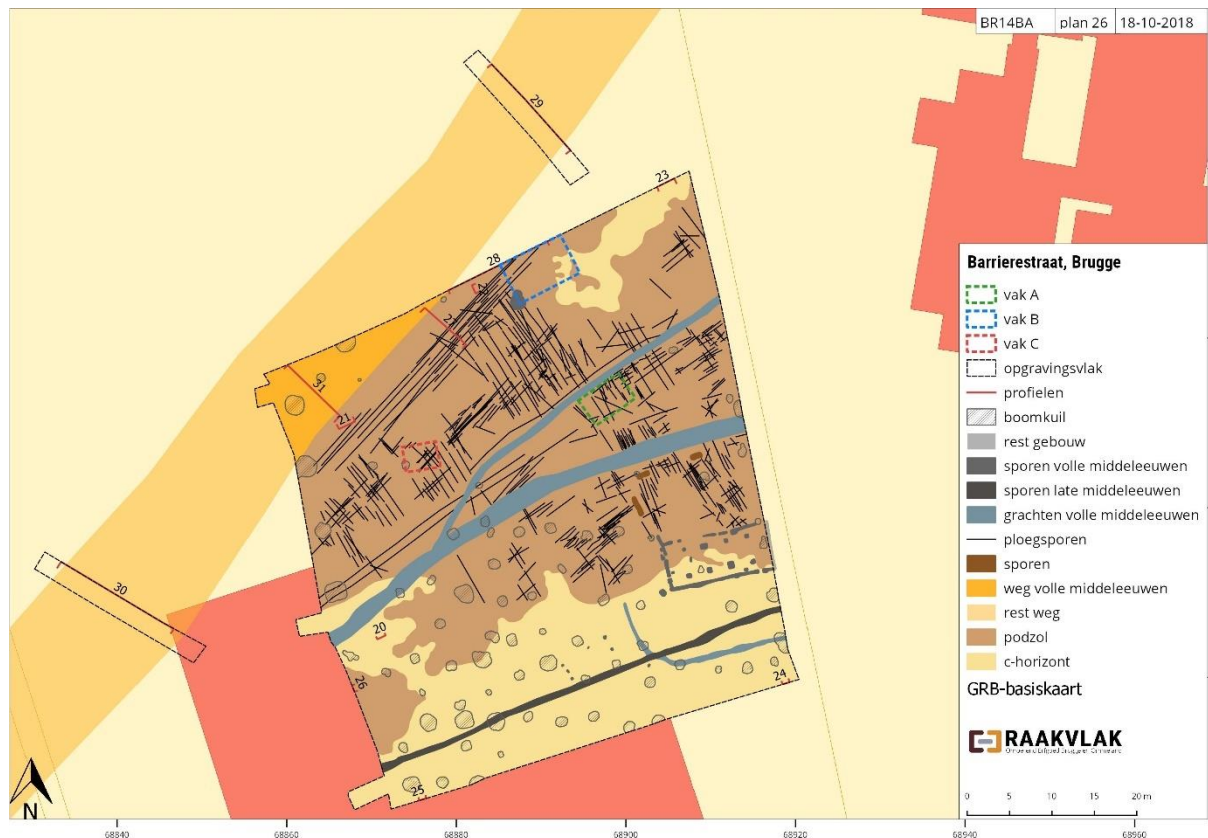 BR14BA plan 26 18-10-2018
29
23
28
22
27
31
21
30
20
26
24
25
Barrierestraat, Brugge
vak A
vak B
vak C
opgravingsvlak
profielen
boomkuil
rest gebouw
sporen volle middeleeuwen
sporen late middeleeuwen
grachten volle middeleeuwen
ploegsporen
sporen
weg volle middeleeuwen
rest weg
podzol
c-horizont
GRB-basiskaart
RAAKVLAK
0 5 10 20 m
N
68840 68860 68880 68900 68920 68940 68960